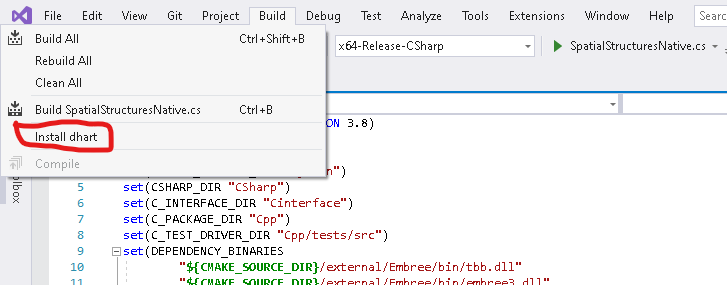 File Edit View Git Project Build Debug Test Analyze Tools Extensions Window Help Sear
Build All Ctrl+Shift+B
x64-Release-CSharp
SpatialStructuresNative.cs
Rebuild All
Clean All
Build SpatialStructuresNative.cs Ctrl+B
ON 3.8)
Install dhart
Compile
n")
5 set(CSHARP_DIR "CSharp")
6 set(C_INTERFACE_DIR "Cinterface")
7 set(C_PACKAGE_DIR "Cpp")
8 set(C_TEST_DRIVER_DIR "Cpp/tests/src")
9 set(DEPENDENCY_BINARIES
10 "${CMAKE_SOURCE_DIR}/external/Embree/bin/tbb.dll"
11 "${CMAKE_SOURCE_DIR}/external/Embree/bin/embree3.dll"